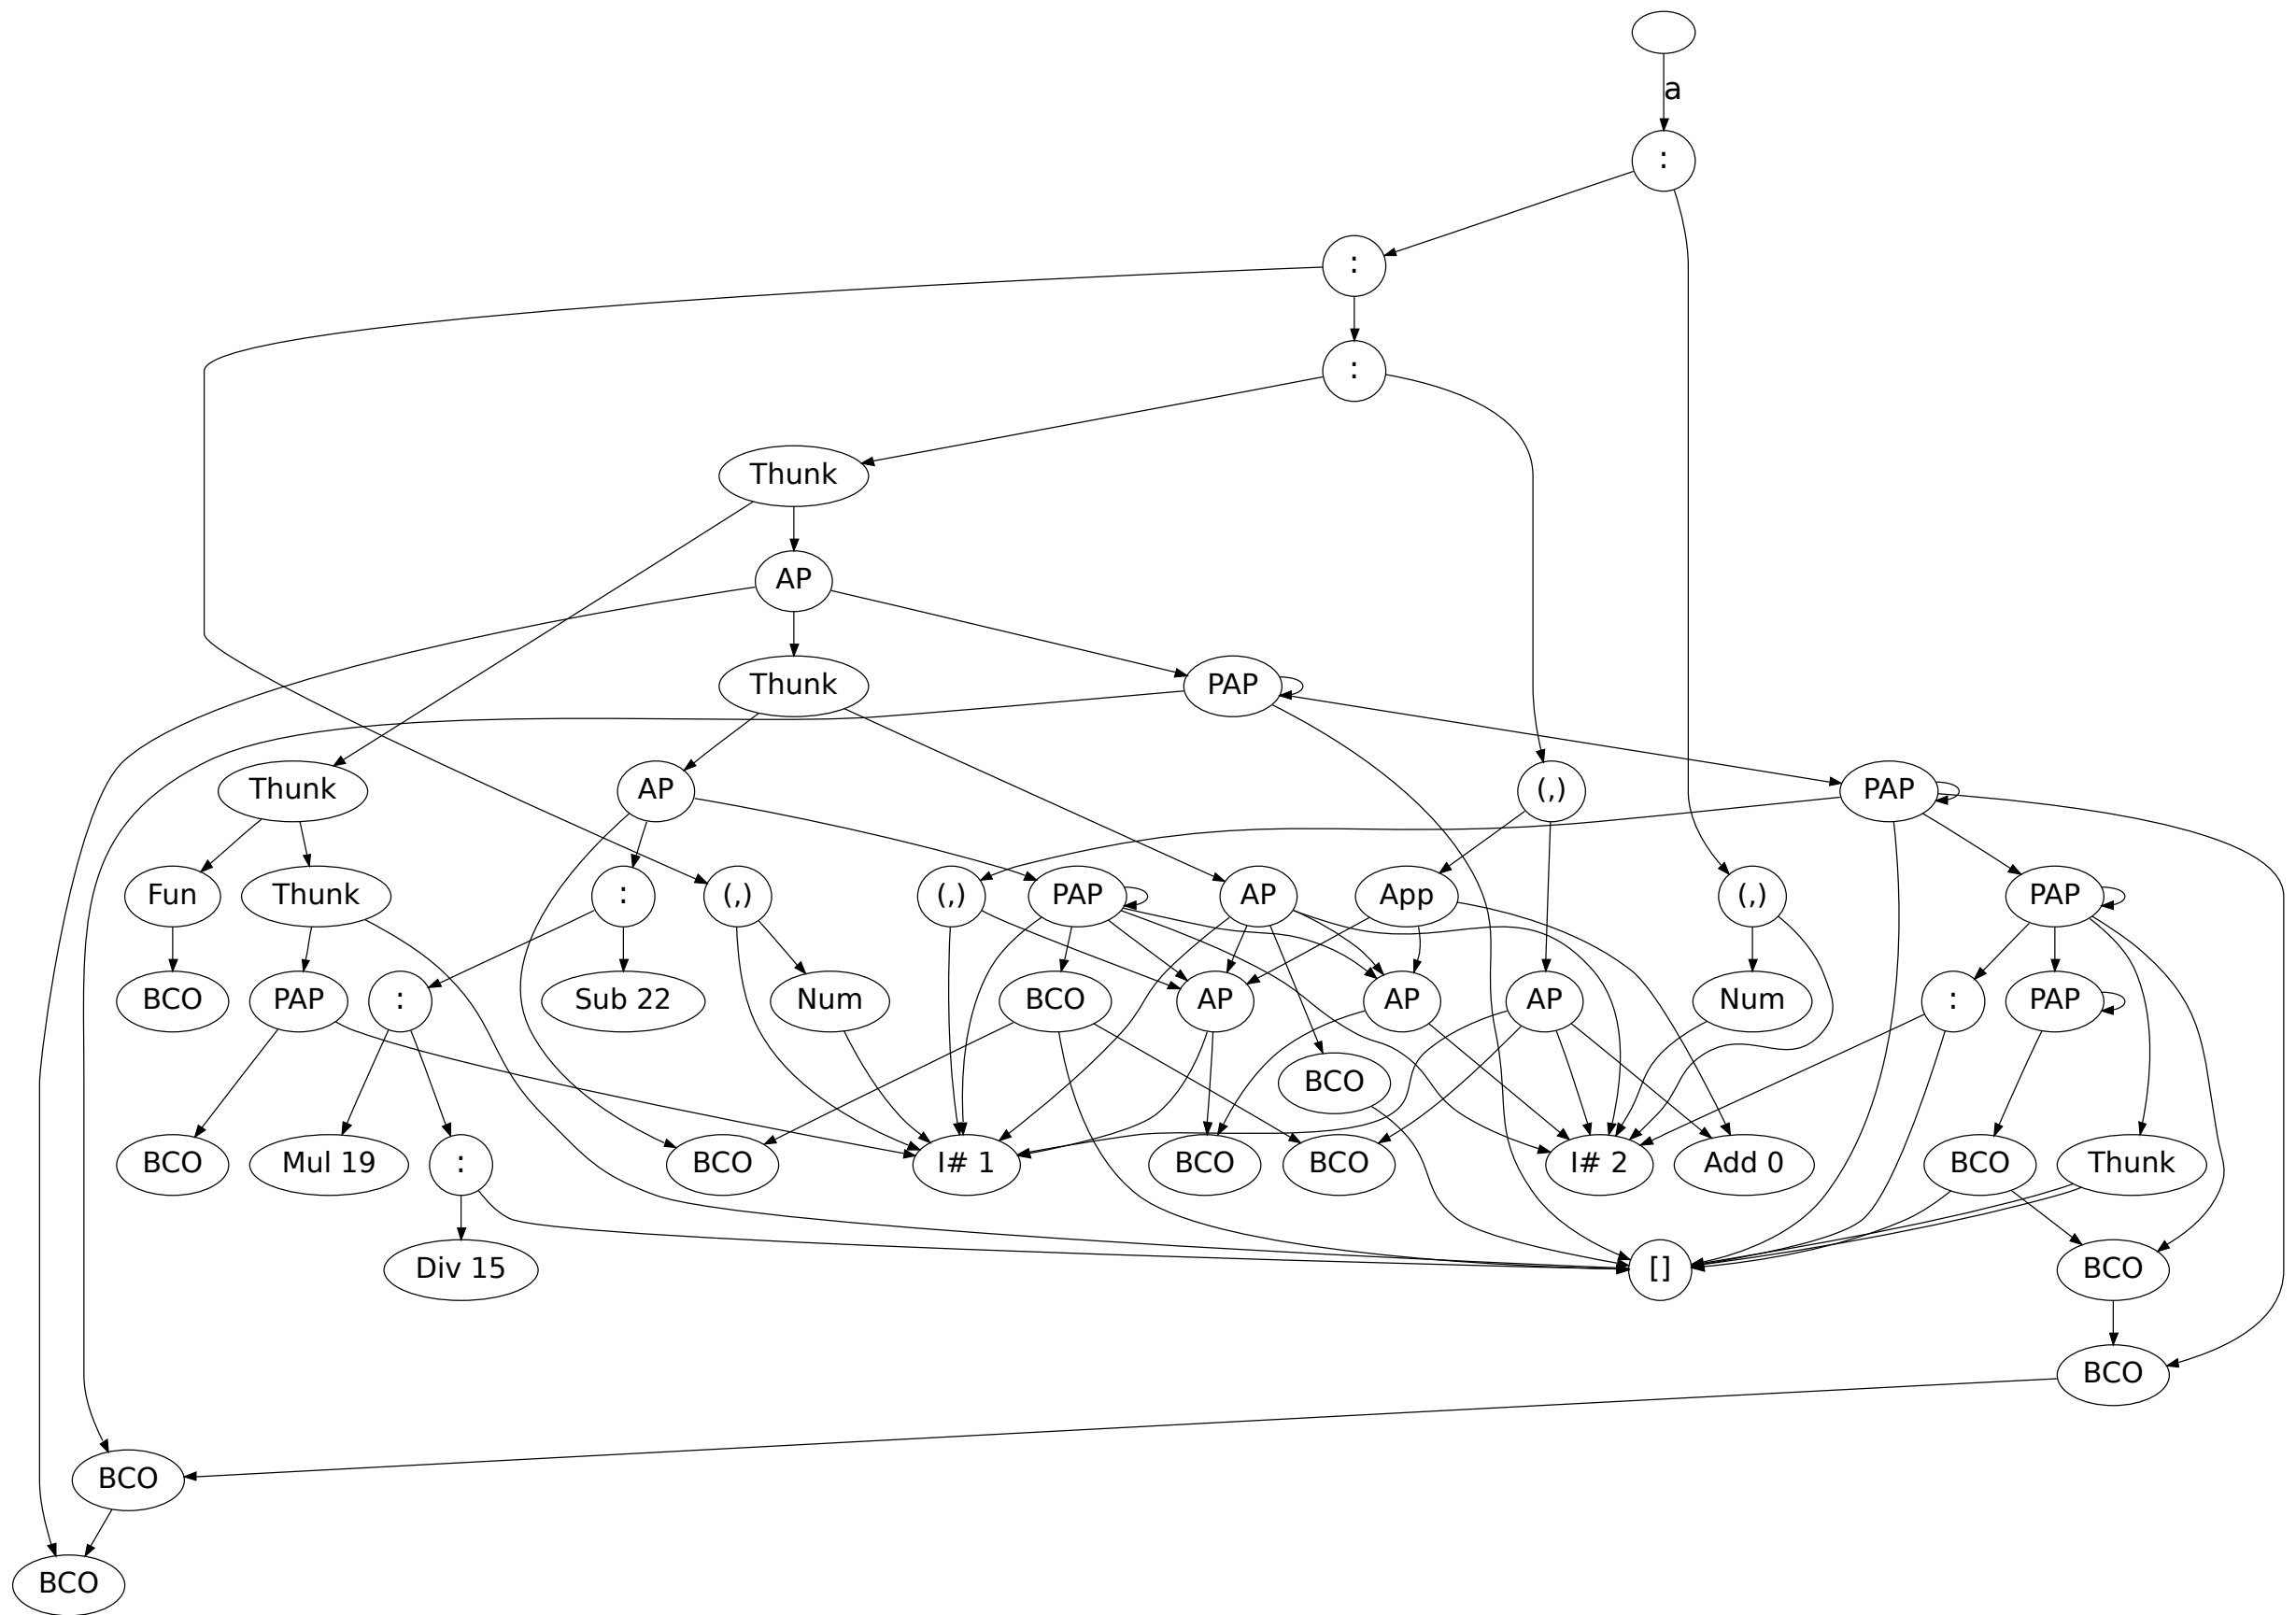 a
:
:
:
Thunk
AP
Thunk
PAP
Thunk
AP
(,)
PAP
Fun
Thunk
:
(,)
(,)
PAP
AP
App
(,)
PAP
BCO
PAP
:
Sub 22
Num
BCO
AP
AP
AP
Num
:
PAP
BCO
BCO
Mul 19
:
BCO
I# 1
BCO
BCO
I# 2
Add 0
BCO
Thunk
Div 15
[]
BCO
BCO
BCO
BCO